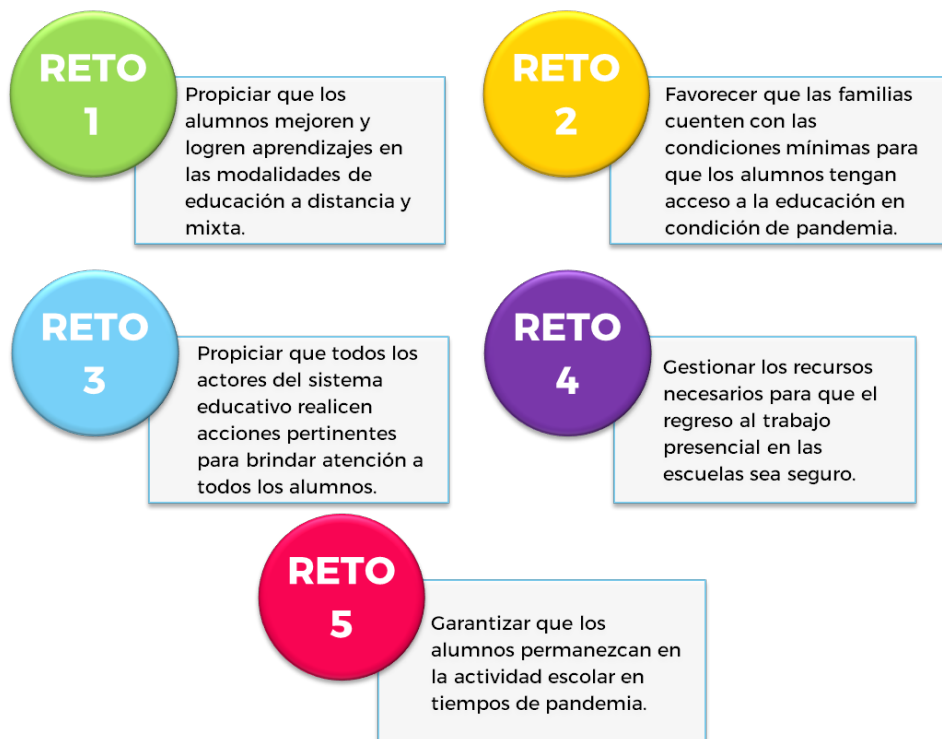 RETO
1
Propiciar que los
alumnos mejoren y
logren aprendizajes en
las modalidades de
educación a distancia y
mixta.
RETO
2
Favorecer que las familias
cuenten con las
condiciones mínimas para
que los alumnos tengan
acceso a la educación en
condición de pandemia.
RETO
3
Propiciar que todos los
actores del sistema
educativo realicen
acciones pertinentes
para brindar atención a
todos los alumnos.
RETO
4
Gestionar los recursos
necesarios para que el
regreso al trabajo
presencial en las
escuelas sea seguro.
RETO
5
Garantizar que los
alumnos permanezcan en
la actividad escolar en
tiempos de pandemia.